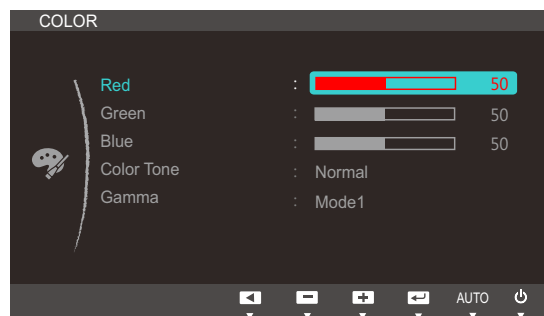 COLOR
Red : 50
Green : 50
Blue : 50
Color Tone : Normal
Gamma : Mode1
AUTO